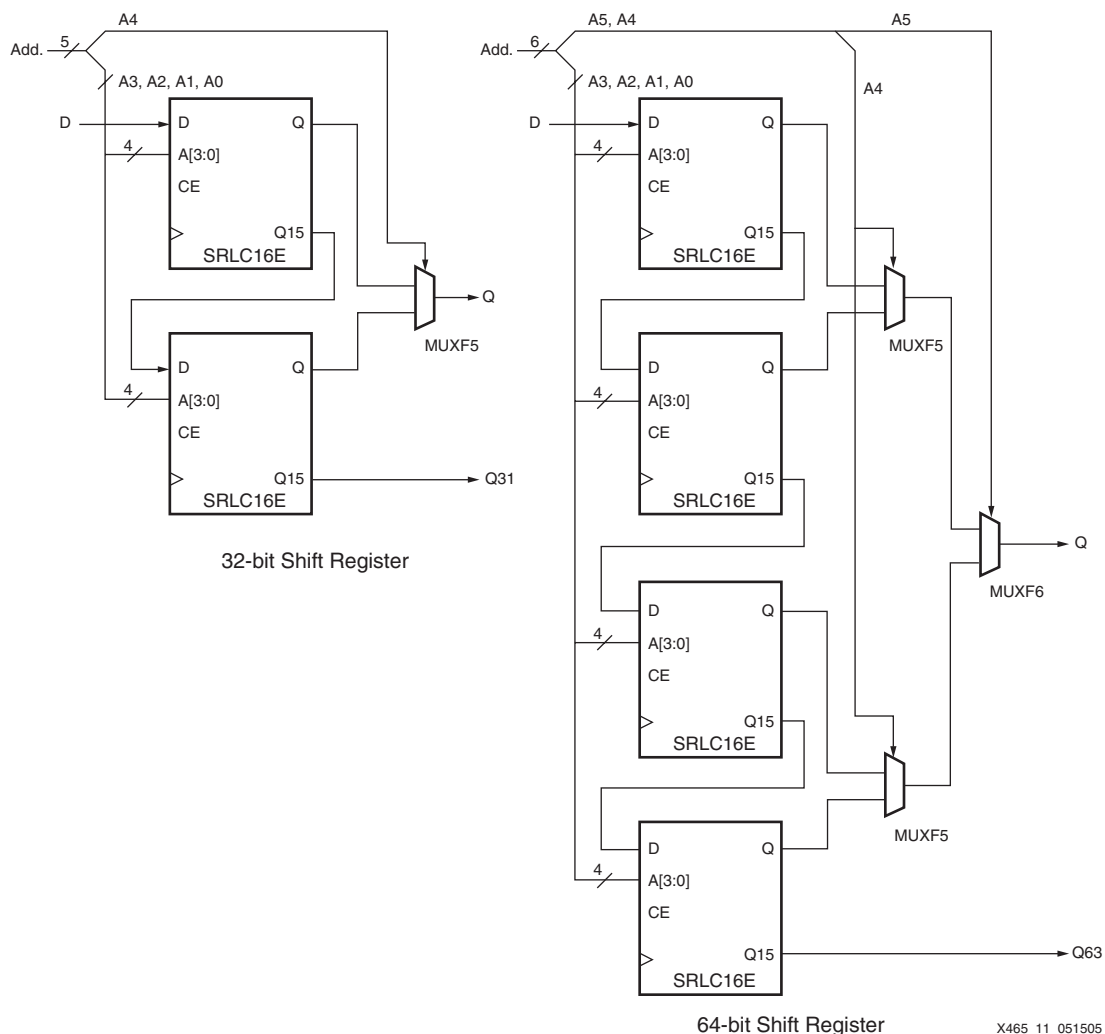 A4
Add.
5
A3, A2, A1, A0
D
D
Q
4
A[3:0]
CE
Q15
SRLC16E
Q
MUXF5
D
Q
4
A[3:0]
CE
Q15
Q31
SRLC16E
32-bit Shift Register
A5, A4
A5
Add.
6
A3, A2, A1, A0
A4
D
D
Q
4
A[3:0]
CE
Q15
SRLC16E
MUXF5
D
Q
4
A[3:0]
CE
Q15
SRLC16E
Q
MUXF6
D
Q
4
A[3:0]
CE
Q15
SRLC16E
MUXF5
D
Q
4
A[3:0]
CE
Q15
Q63
SRLC16E
64-bit Shift Register
X465_11_051505